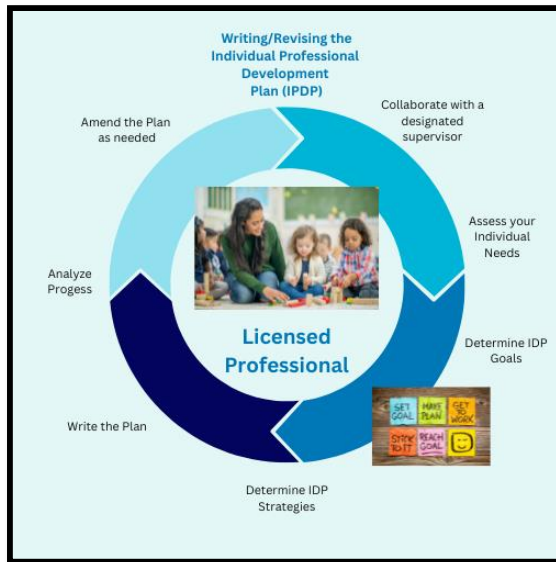 Writing/Revising the
Individual Professional
Development
Plan (IPDP)
Collaborate with a
designated
supervisor
Assess your
Individual
Needs
Determine IDP
Goals
Determine IDP
Strategies
Write the Plan
Analyze
Progess
Amend the Plan
as needed
Licensed
Professional
SET
GOAL
MAKE
PLAN
GET
TO
WORK
STICK
TO IT
REACH
GOAL